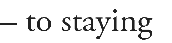 – to staying